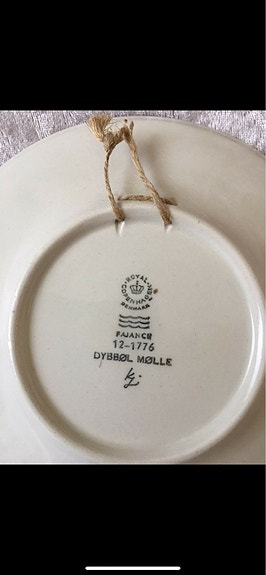 ROYAL
COPENHAGEN
DENMARK
FAJANCE
12-1776
DYBBØL MØLLE